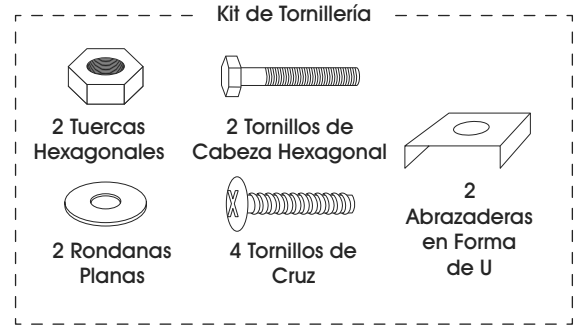 Kit de Tornillería
2 Tuercas
Hexagonales
2 Tornillos de
Cabeza Hexagonal
2 Rondanas
Planas
4 Tornillos de
Cruz
2
Abrazaderas
en Forma
de U